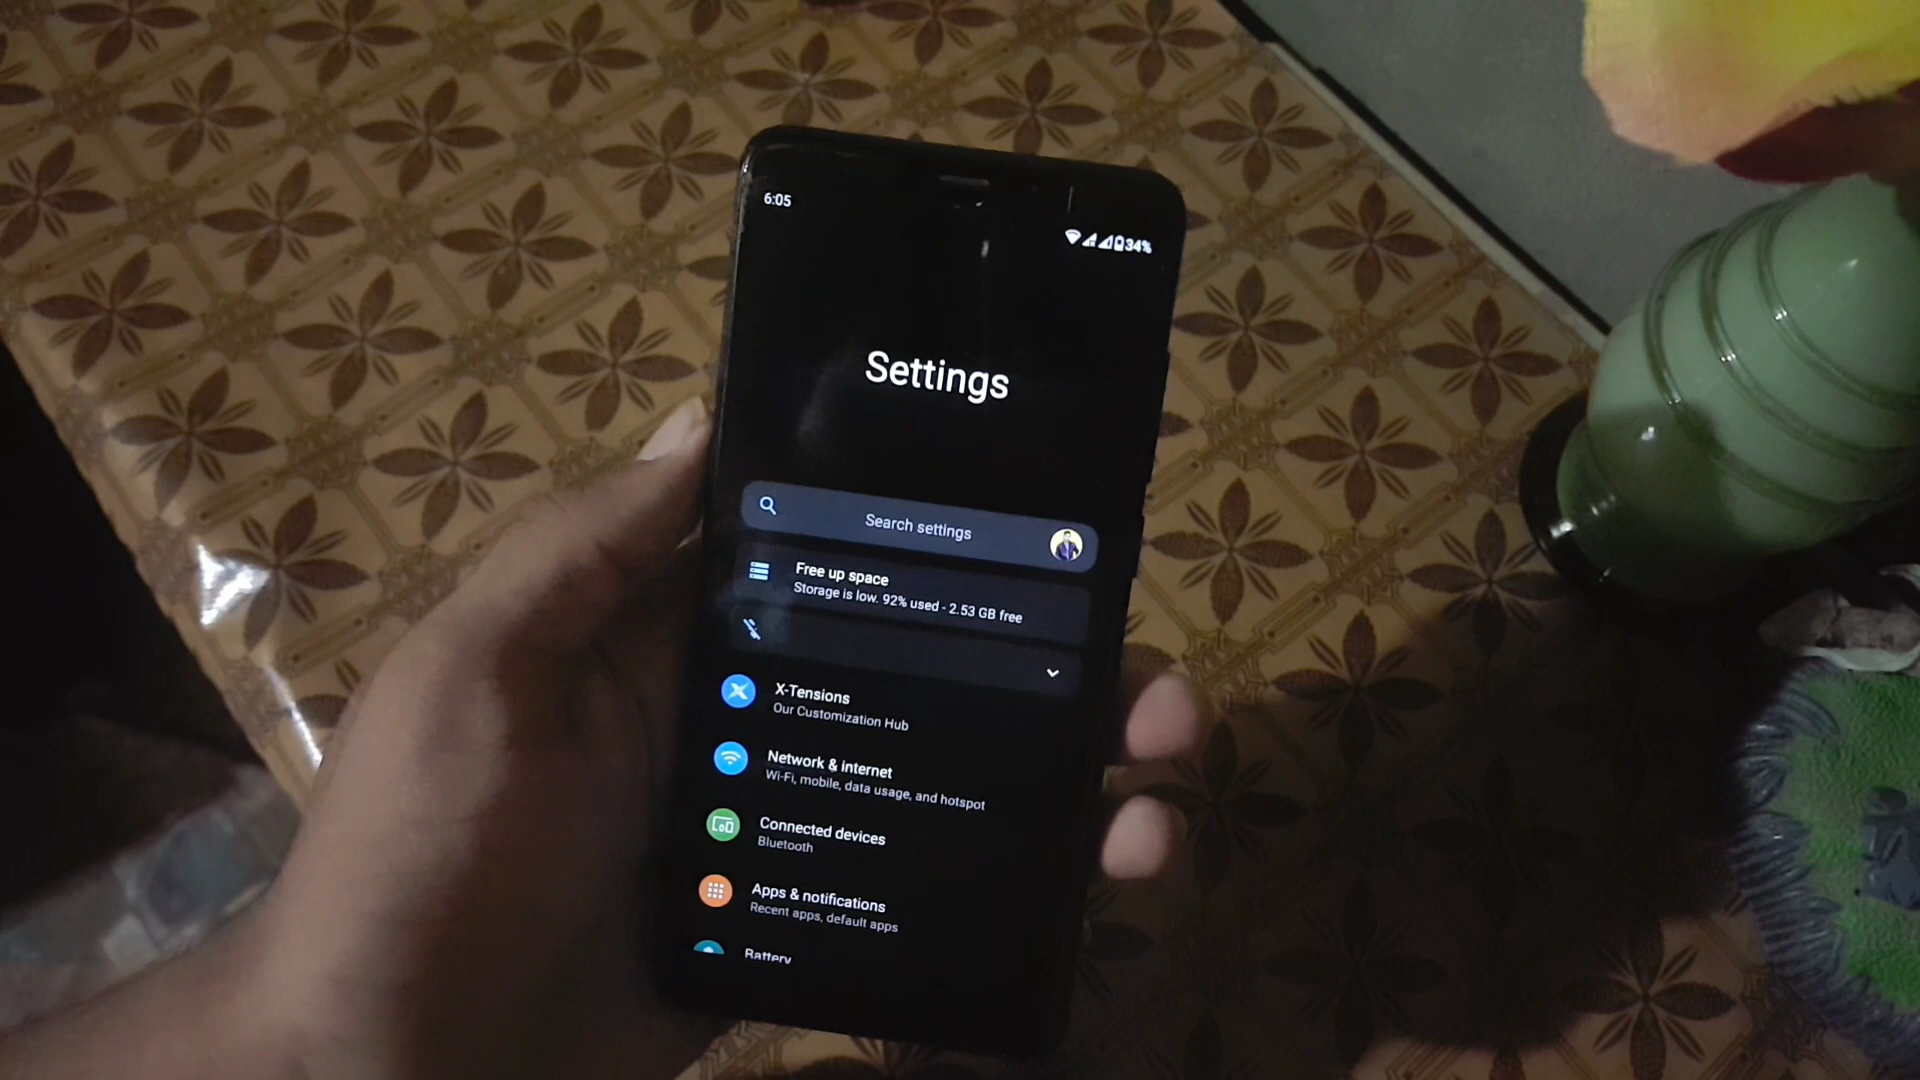 6:05
34%
Settings
Search settings
Free up space
Storage is low. 92% used - 2.53 GB free
X-Tensions
Our Customization Hub
Network & internet
Wi-Fi, mobile, data usage, and hotspot
Connected devices
Bluetooth
Apps & notifications
Recent apps, default apps
Battery